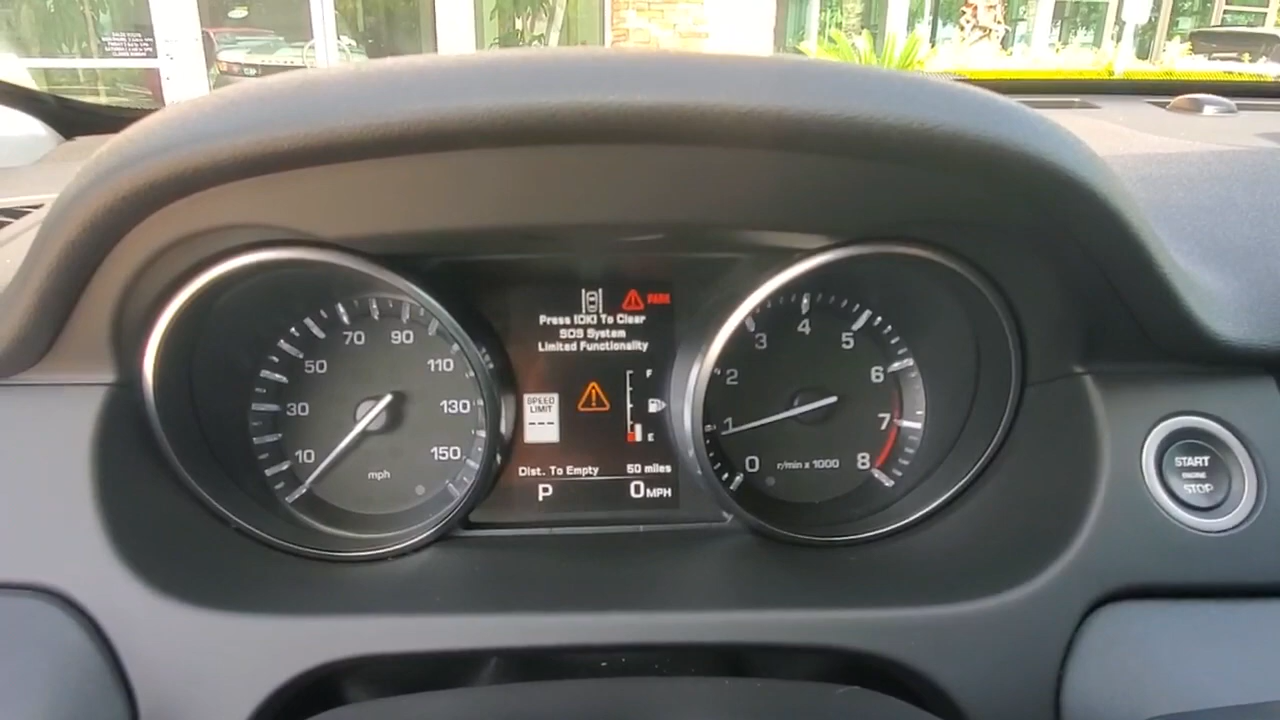 PARK
Press (OK) To Clear
SOS System
Limited Functionality
SPEED
LIMIT
---
F
E
Dist. To Empty 50 miles
P 0 MPH
10
30
50
70
90
110
130
150
mph
0
1
2
3
4
5
6
7
8
r/min x 1000
START
ENGINE
STOP